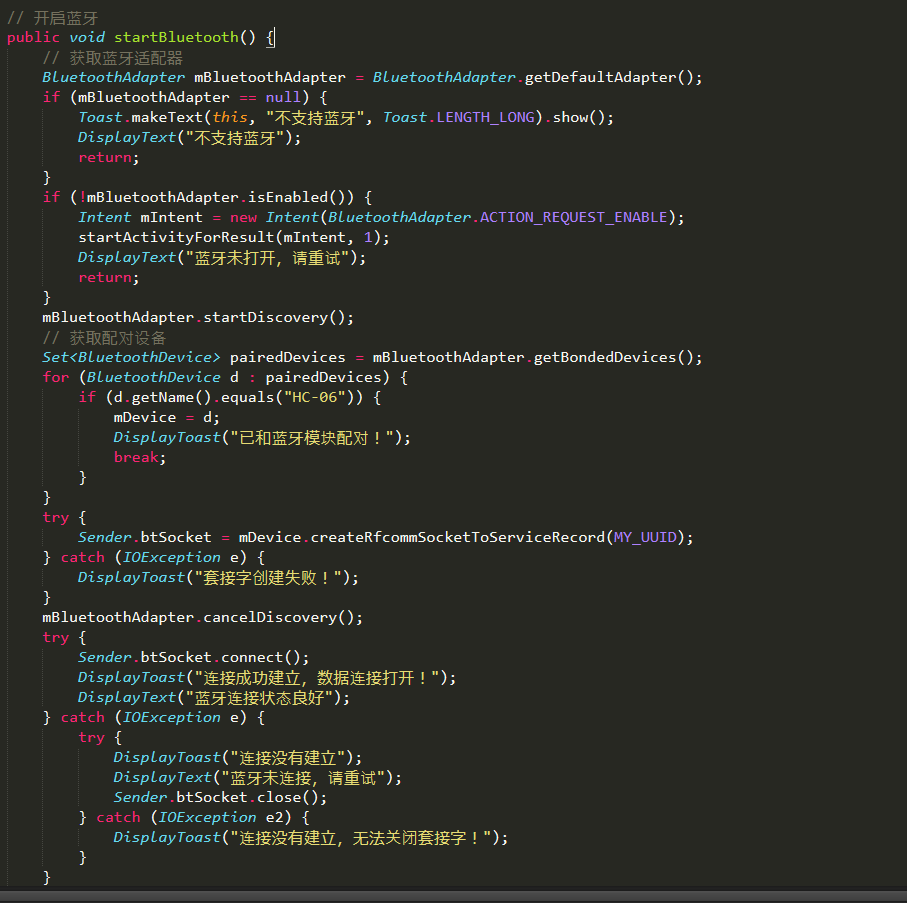 // 开启蓝牙
public void startBluetooth() {
    // 获取蓝牙适配器
    BluetoothAdapter mBluetoothAdapter = BluetoothAdapter.getDefaultAdapter();
    if (mBluetoothAdapter == null) {
        Toast.makeText(this, "不支持蓝牙", Toast.LENGTH_LONG).show();
        DisplayText("不支持蓝牙");
        return;
    }
    if (!mBluetoothAdapter.isEnabled()) {
        Intent mIntent = new Intent(BluetoothAdapter.ACTION_REQUEST_ENABLE);
        startActivityForResult(mIntent, 1);
        DisplayText("蓝牙未打开，请重试");
        return;
    }
    mBluetoothAdapter.startDiscovery();
    // 获取配对设备
    Set<BluetoothDevice> pairedDevices = mBluetoothAdapter.getBondedDevices();
    for (BluetoothDevice d : pairedDevices) {
        if (d.getName().equals("HC-06")) {
            mDevice = d;
            DisplayToast("已和蓝牙模块配对！");
            break;
        }
    }
    try {
        Sender.btSocket = mDevice.createRfcommSocketToServiceRecord(MY_UUID);
    } catch (IOException e) {
        DisplayToast("套接字创建失败！");
    }
    mBluetoothAdapter.cancelDiscovery();
    try {
        Sender.btSocket.connect();
        DisplayToast("连接成功建立，数据连接打开！");
        DisplayText("蓝牙连接状态良好");
    } catch (IOException e) {
        try {
            DisplayToast("连接没有建立");
            DisplayText("蓝牙未连接，请重试");
            Sender.btSocket.close();
        } catch (IOException e2) {
            DisplayToast("连接没有建立，无法关闭套接字！");
        }
    }